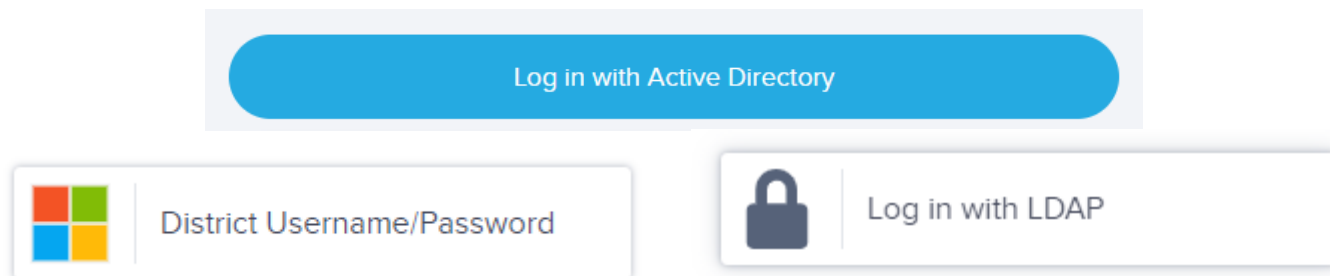 Log in with Active Directory
District Username/Password
Log in with LDAP